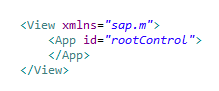 <View xmlns="sap.m">
<App id="rootControl">
</App>
</View>